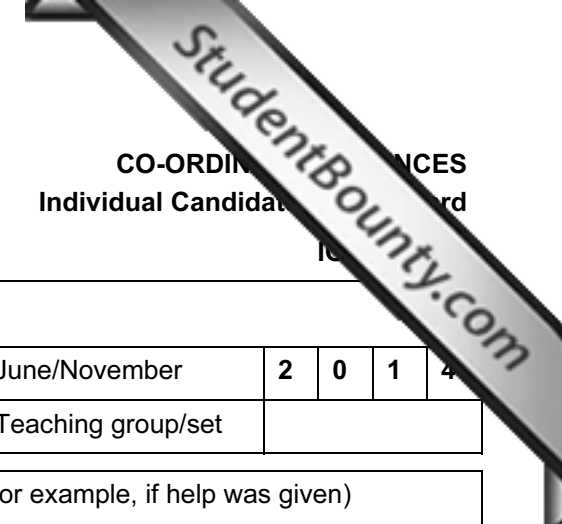 StudentBounty.com
CO-ORDIN NCES
Individual Candidat rd
June/November 2 0 1 4
Teaching group/set
or example, if help was given)